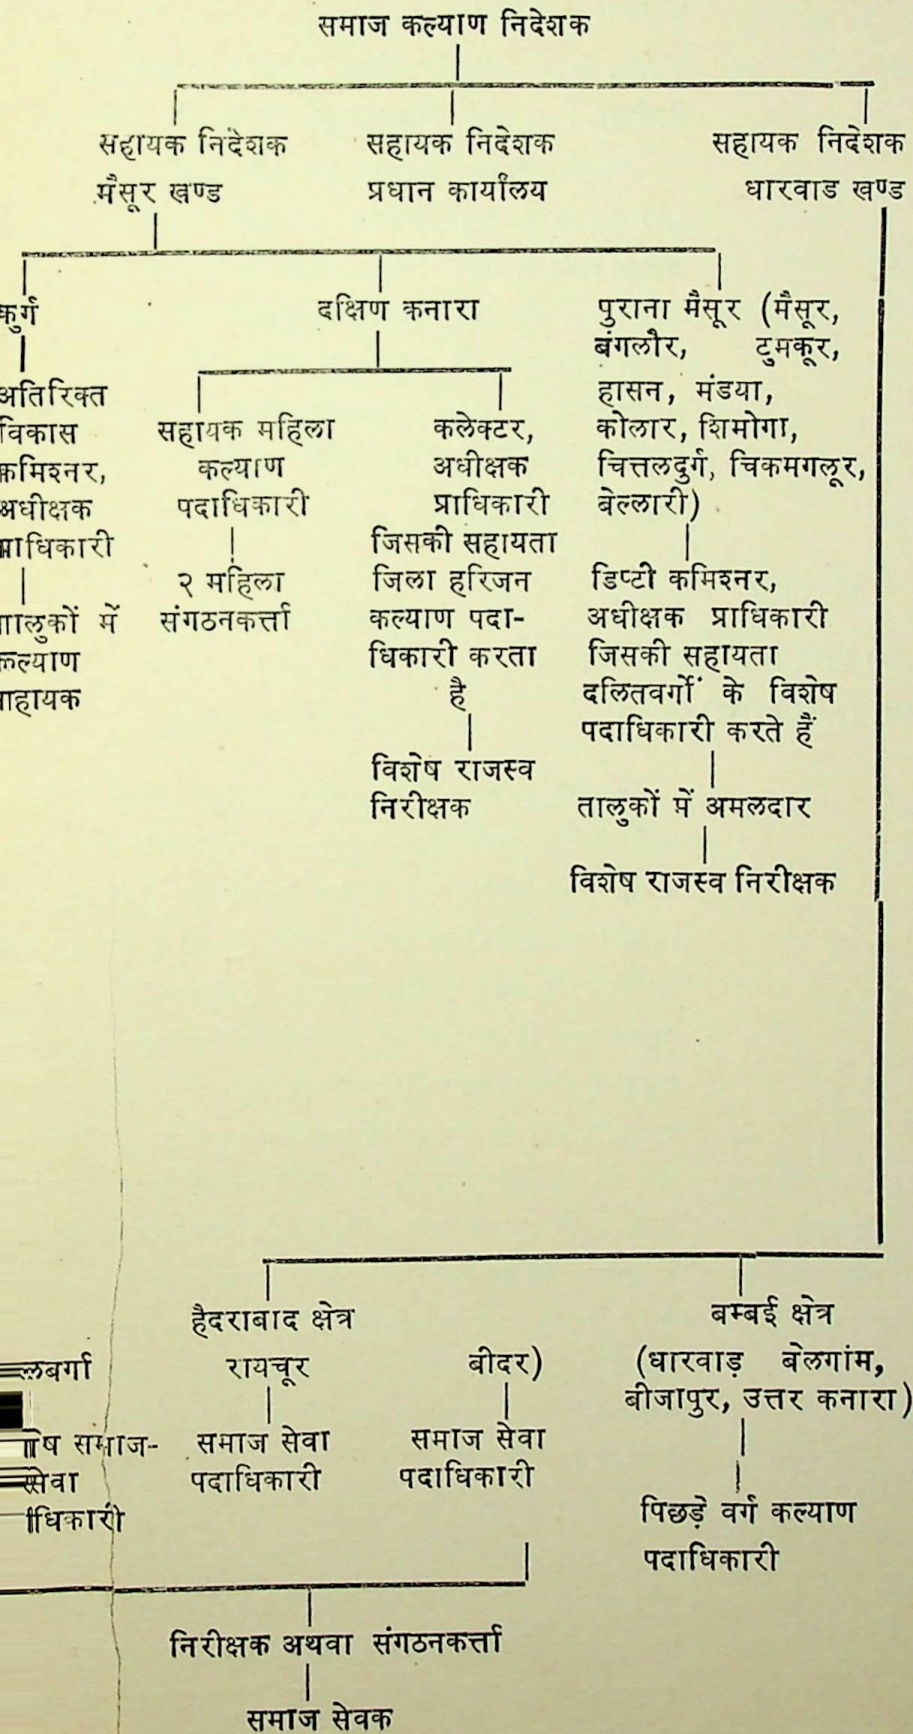 समाज कल्याण निदेशक
सहायक निदेशक
मैसूर खण्ड
सहायक निदेशक
प्रधान कार्यालय
सहायक निदेशक
धारवाड खण्ड
कुर्ग
अतिरिक्त
विकास
कमिश्नर,
अधीक्षक
प्राधिकारी
में
कल्याण
दक्षिण कनारा
सहायक महिला
कल्याण
पदाधिकारी
२ महिला
संगठनकर्त्ता
कलेक्टर,
अधीक्षक
प्राधिकारी
जिसकी सहायता
जिला हरिजन
कल्याण पदा-
धिकारी करता
है
विशेष राजस्व
निरीक्षक
पुराना मैसूर (मैसूर,
बंगलौर, टुमकूर,
हासन, मंडया,
कोलार, शिमोगा,
चित्तलदुर्ग, चिकमगलूर,
बेल्लारी)
डिप्टी कमिश्नर,
अधीक्षक प्राधिकारी
जिसकी सहायता
दलितवर्गों के विशेष
पदाधिकारी करते हैं
तालुकों में अमलदार
विशेष राजस्व निरीक्षक
हैदराबाद क्षेत्र
लबर्गा रायचूर बीदर)
समाज-
सेवा
धिकारी
समाज सेवा
पदाधिकारी
समाज सेवा
पदाधिकारी
बम्बई क्षेत्र
(धारवाड़ बेलगांम,
बीजापुर, उत्तर कनारा)
पिछड़े वर्ग कल्याण
पदाधिकारी
निरीक्षक अथवा संगठनकर्त्ता
समाज सेवक